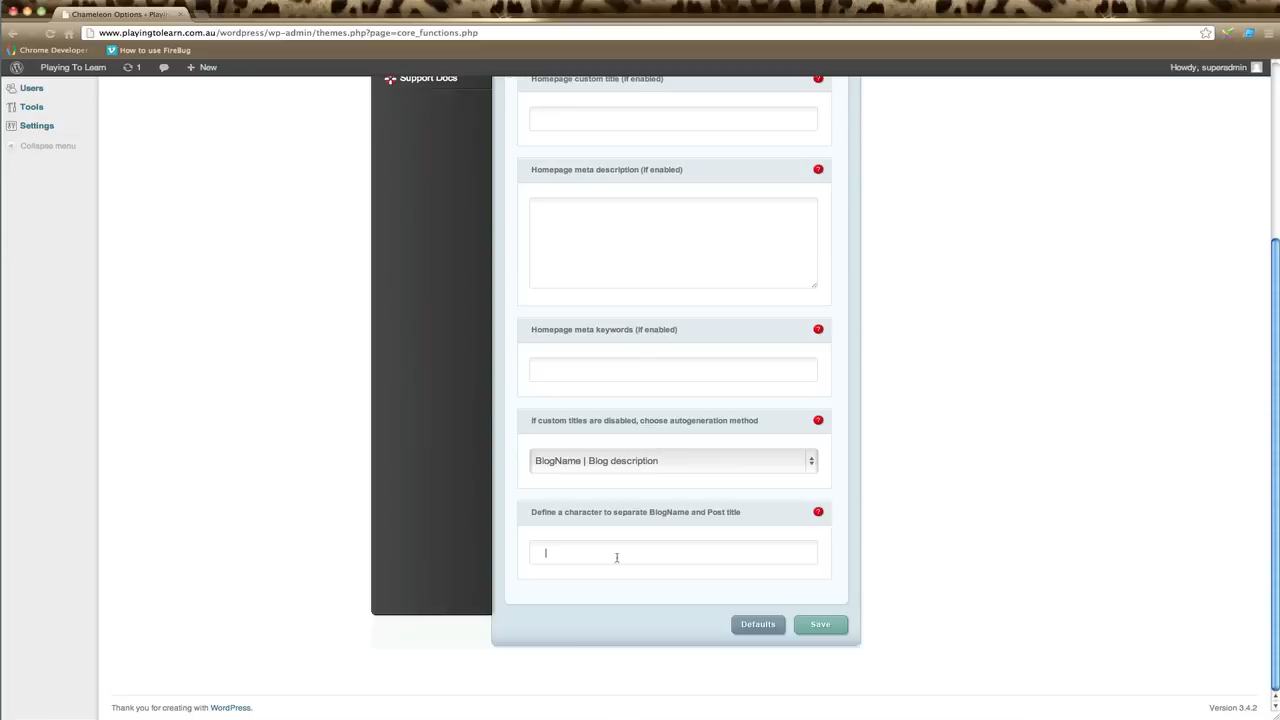 Chameleon Options ‹ Playin
www.playingtolearn.com.au/wordpress/wp-admin/themes.php?page=core_functions.php
Chrome Developer
How to use FireBug
Playing To Learn
1
+ New
Howdy, superadmin
Users
Tools
Settings
Collapse menu
Support Docs
Homepage custom title (if enabled)
?
Homepage meta description (if enabled)
?
Homepage meta keywords (if enabled)
?
If custom titles are disabled, choose autogeneration method
?
BlogName | Blog description
Define a character to separate BlogName and Post title
?
|
Defaults
Save
Thank you for creating with WordPress.
Version 3.4.2